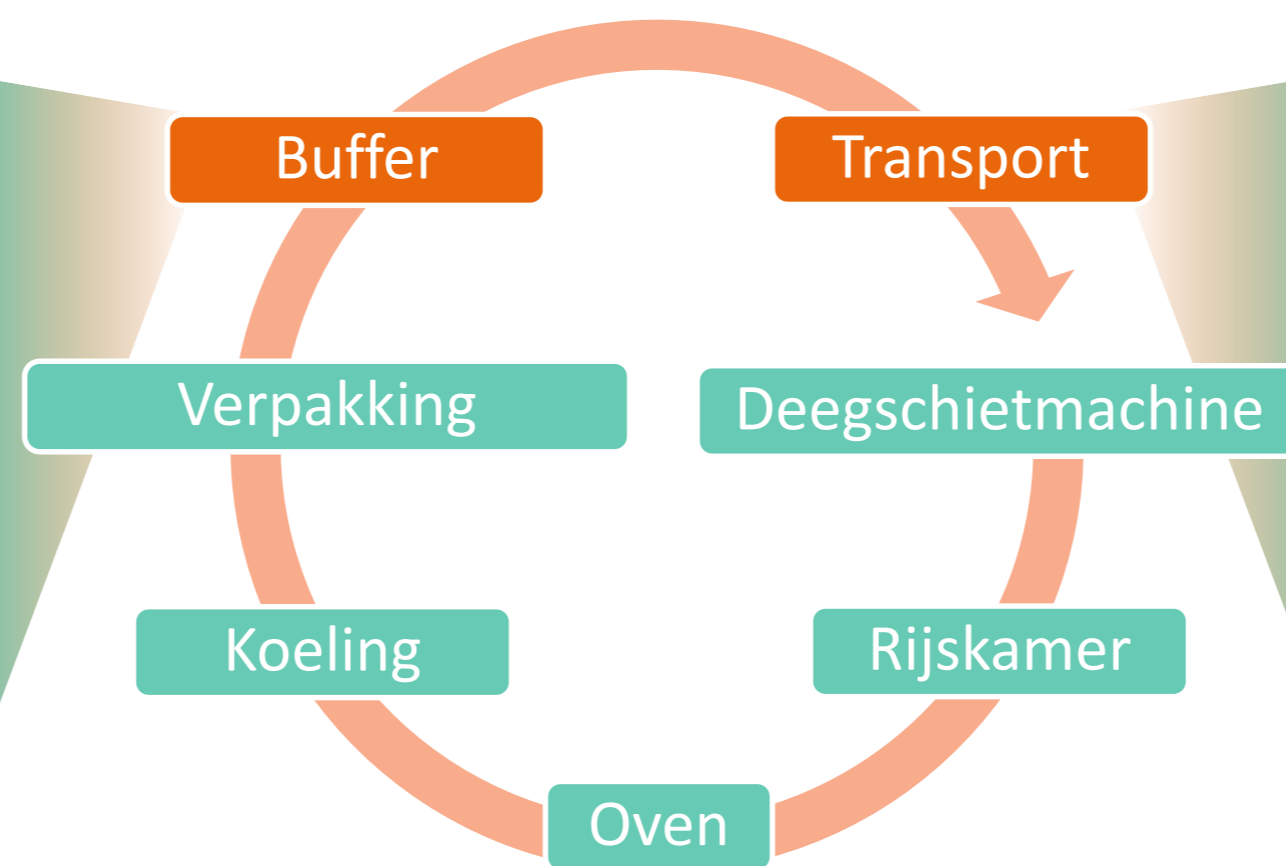 Buffer
Transport
Verpakking
Deegschietmachine
Koeling
Rijskamer
Oven